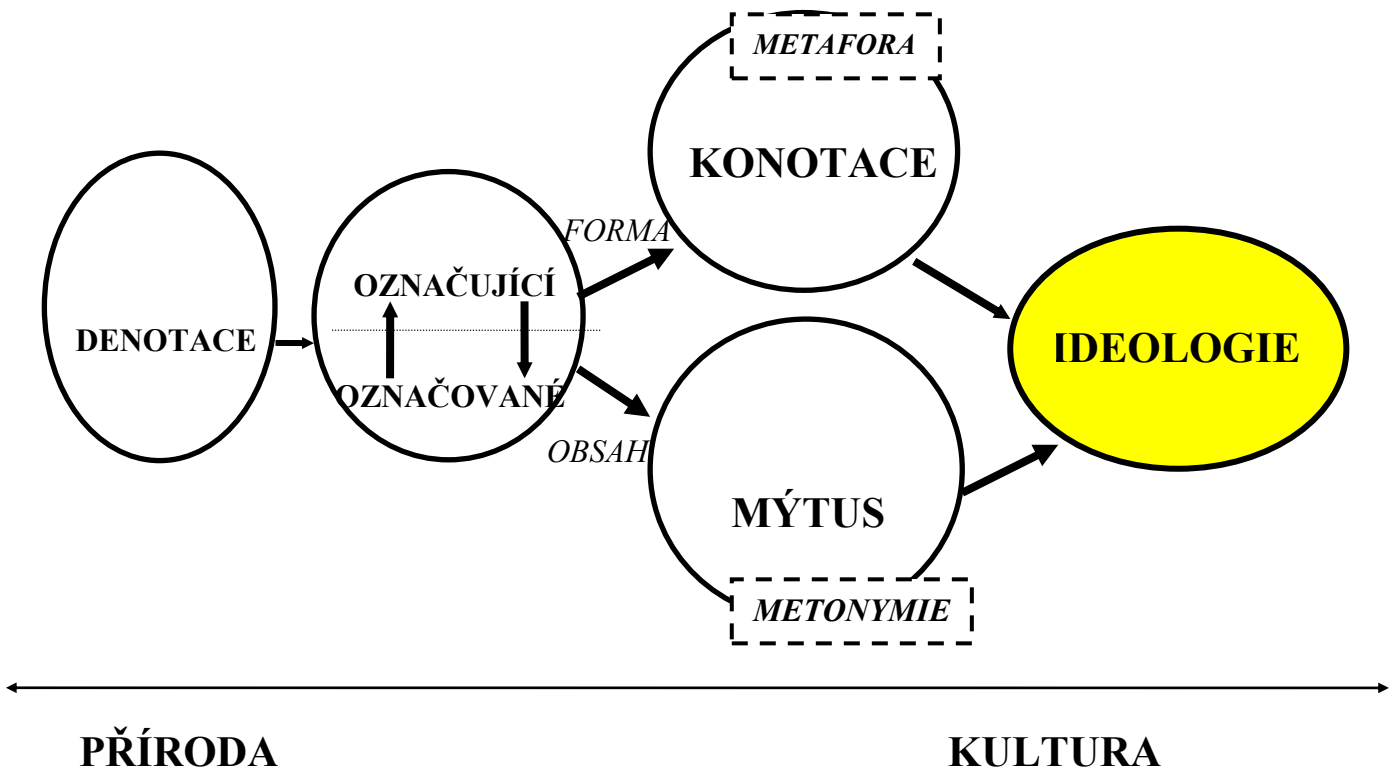 METAFORA
KONOTACE
FORMA
OZNAČUJÍCÍ
DENOTACE
OZNAČOVANÉ
IDEOLOGIE
OBSAH
MÝTUS
METONYMIE
PŘÍRODA
KULTURA